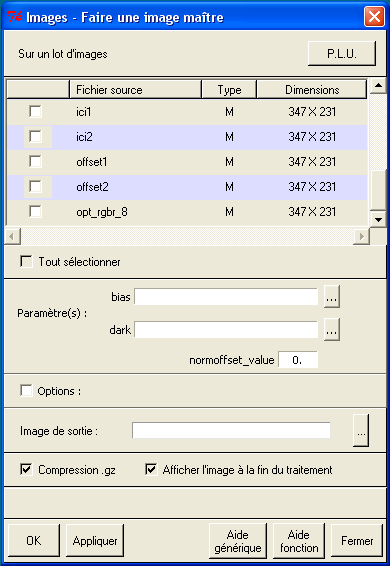 Images - Faire une image maître
Sur un lot d'images
P.L.U.
Fichier source Type Dimensions
ici1 M 347 X 231
ici2 M 347 X 231
offset1 M 347 X 231
offset2 M 347 X 231
opt_rgbr_8 M 347 X 231
Tout sélectionner
bias ...
Paramètre(s) :
dark ...
normoffset_value 0.
Options :
Image de sortie : ...
Compression .gz Afficher l'image à la fin du traitement
OK Appliquer Aide générique Aide fonction Fermer